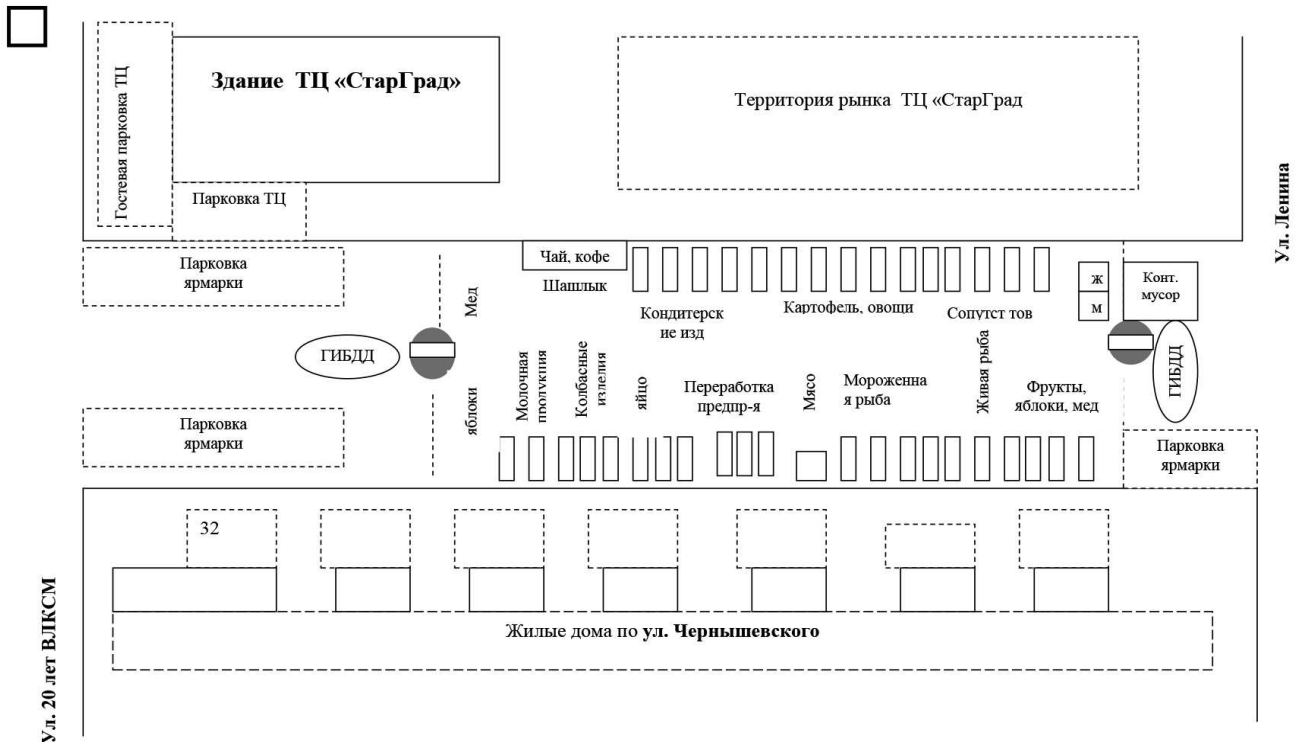 Здание ТЦ «СтарГрад»
Гостевая парковка ТЦ
Парковка ТЦ
Территория рынка ТЦ «СтарГрад
Ул. Ленина
Парковка
ярмарки
Мед
Чай, кофе
Шашлык
Кондитерск
ие изд
Картофель, овощи
Сопутст тов
ж
м
Конт.
мусор
ГИБДД
ГИБДД
Парковка
ярмарки
яблоки
Молочная
продукция
Колбасные
изделия
яйцо
Переработка
предпр-я
Мясо
Мороженна
я рыба
Живая рыба
Фрукты,
яблоки, мед
Парковка
ярмарки
32
Жилые дома по ул. Чернышевского
Ул. 20 лет ВЛКСМ